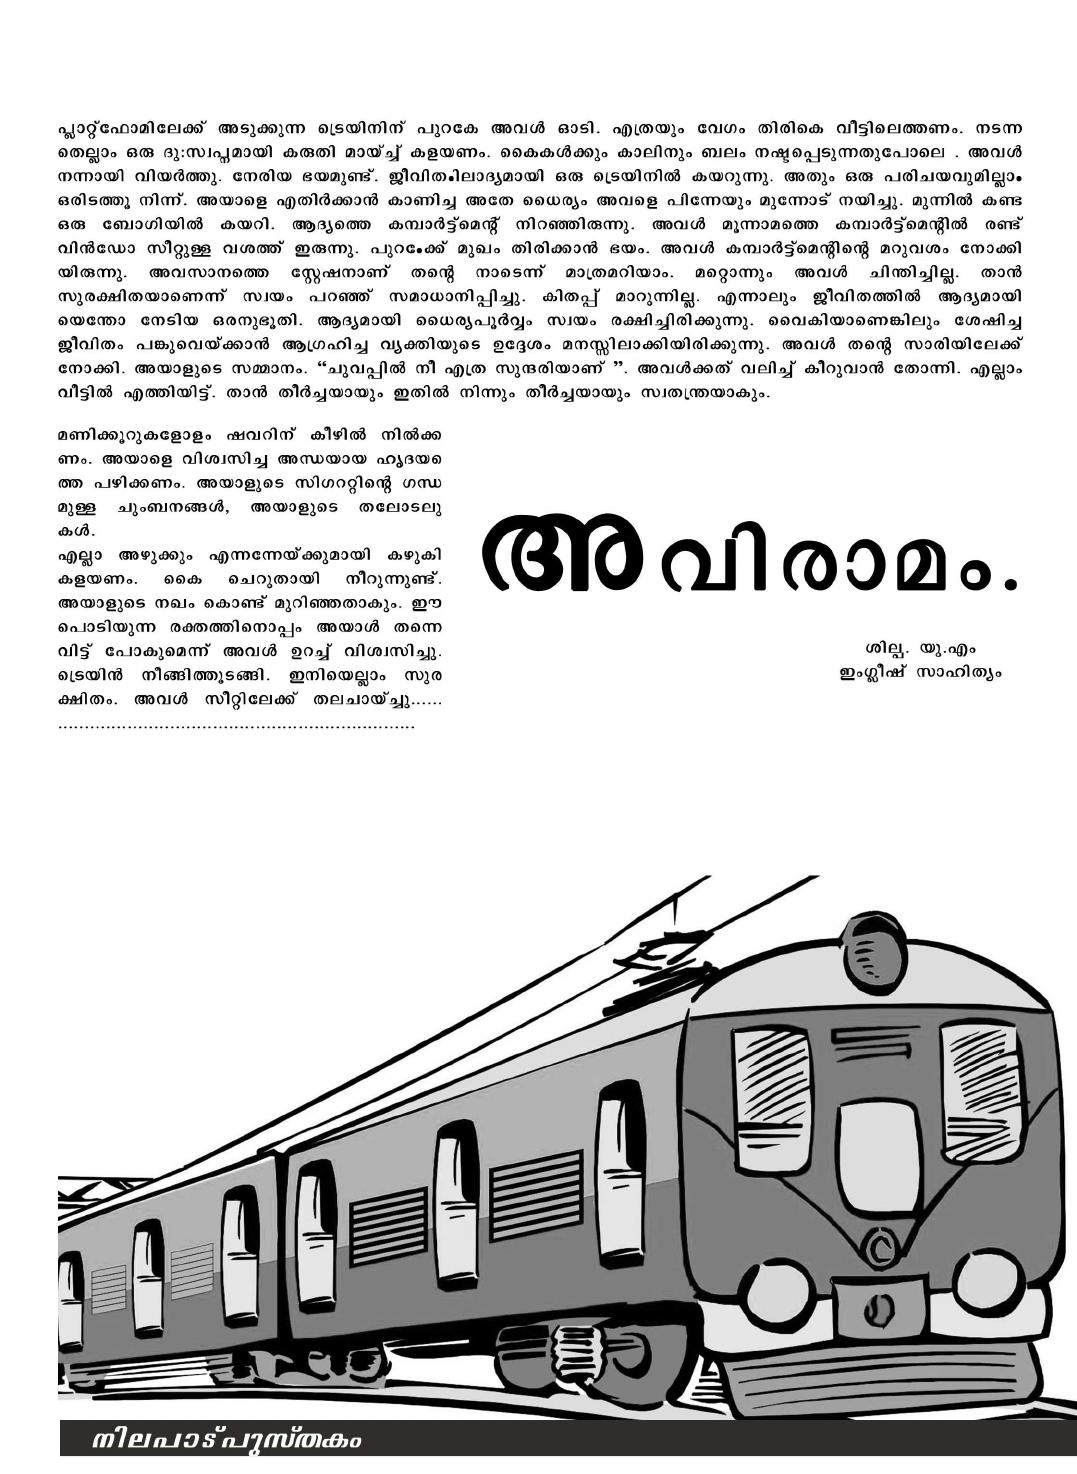 പ്ലാറ്റ്ഫോമിലേക്ക് അടുക്കുന്ന ട്രെയിനിന് പുറകേ അവൾ ഓടി. എത്രയും വേഗം തിരികെ വീട്ടിലെത്തണം. നടന്ന
തെല്ലാം ഒരു ദു:സ്വപ്നമായി കരുതി മായ്ച്ച് കളയണം. കൈകൾക്കും കാലിനും ബലം നഷ്ടപ്പെടുന്നതുപോലെ . അവൾ
നന്നായി വിയർത്തു. നേരിയ ഭയമുണ്ട്. ജീവിതത്തിലാദ്യമായി ഒരു ട്രെയിനിൽ കയറുന്നു. അതും ഒരു പരിചയവുമില്ലാത്ത
ഒരിടത്തൂ നിന്ന്. അയാളെ എതിർക്കാൻ കാണിച്ച അതേ ധൈര്യം അവളെ പിന്നേയും മുന്നോട് നയിച്ചു. മുന്നിൽ കണ്ട
ഒരു ബോഗിയിൽ കയറി. ആദ്യത്തെ കമ്പാർട്ട്മെന്റ് നിറഞ്ഞിരുന്നു. അവൾ മൂന്നാമത്തെ കമ്പാർട്ട്മെന്റിൽ രണ്ട്
വിൻഡോ സീറ്റുള്ള വശത്ത് ഇരുന്നു. പുറത്തേക്ക് മുഖം തിരിക്കാൻ ഭയം. അവൾ കമ്പാർട്ട്മെന്റിന്റെ മറുവശം നോക്കി
യിരുന്നു. അവസാനത്തെ സ്റ്റേഷനാണ് തന്റെ നാടെന്ന് മാത്രമറിയാം. മറ്റൊന്നും അവൾ ചിന്തിച്ചില്ല. താൻ
സുരക്ഷിതയാണെന്ന് സ്വയം പറഞ്ഞ് സമാധാനിപ്പിച്ചു. കിതപ്പ് മാറുന്നില്ല. എന്നാലും ജീവിതത്തിൽ ആദ്യമായി
യെന്തോ നേടിയ ഒരനുഭൂതി. ആദ്യമായി ധൈര്യപൂർവ്വം സ്വയം രക്ഷിച്ചിരിക്കുന്നു. വൈകിയാണെങ്കിലും ശേഷിച്ച
ജീവിതം പങ്കുവെയ്ക്കാൻ ആഗ്രഹിച്ച വ്യക്തിയുടെ ഉദ്ദേശം മനസ്സിലാക്കിയിരിക്കുന്നു. അവൾ തന്റെ സാരിയിലേക്ക്
നോക്കി. അയാളുടെ സമ്മാനം. “ചുവപ്പിൽ നീ എത്ര സുന്ദരിയാണ് ”. അവൾക്കത് വലിച്ച് കീറുവാൻ തോന്നി. എല്ലാം
വീട്ടിൽ എത്തിയിട്ട്. താൻ തീർച്ചയായും ഇതിൽ നിന്നും തീർച്ചയായും സ്വതന്ത്രയാകും.
മണിക്കൂറുകളോളം ഷവറിന് കീഴിൽ നിൽക്ക
ണം. അയാളെ വിശ്വസിച്ച അന്ധയായ ഹൃദയ
ത്തെ പഴിക്കണം. അയാളുടെ സിഗററ്റിന്റെ ഗന്ധ
മുള്ള ചുംബനങ്ങൾ, അയാളുടെ തലോടലു
കൾ.
എല്ലാ അഴുക്കും എന്നന്നേയ്ക്കുമായി കഴുകി
കളയണം. കൈ ചെറുതായി നീറുന്നുണ്ട്.
അയാളുടെ നഖം കൊണ്ട് മുറിഞ്ഞതാകും. ഈ
പൊടിയുന്ന രക്തത്തിനൊപ്പം അയാൾ തന്നെ
വിട്ട് പോകുമെന്ന് അവൾ ഉറച്ച് വിശ്വസിച്ചു.
ട്രെയിൻ നീങ്ങിത്തുടങ്ങി. ഇനിയെല്ലാം സുര
ക്ഷിതം. അവൾ സീറ്റിലേക്ക് തലചായ്ച്ചു......
................................................................
അവിരാമം.
ശില്പ. യു.എം
ഇംഗ്ലീഷ് സാഹിത്യം
നിലപാട് പുസ്തകം